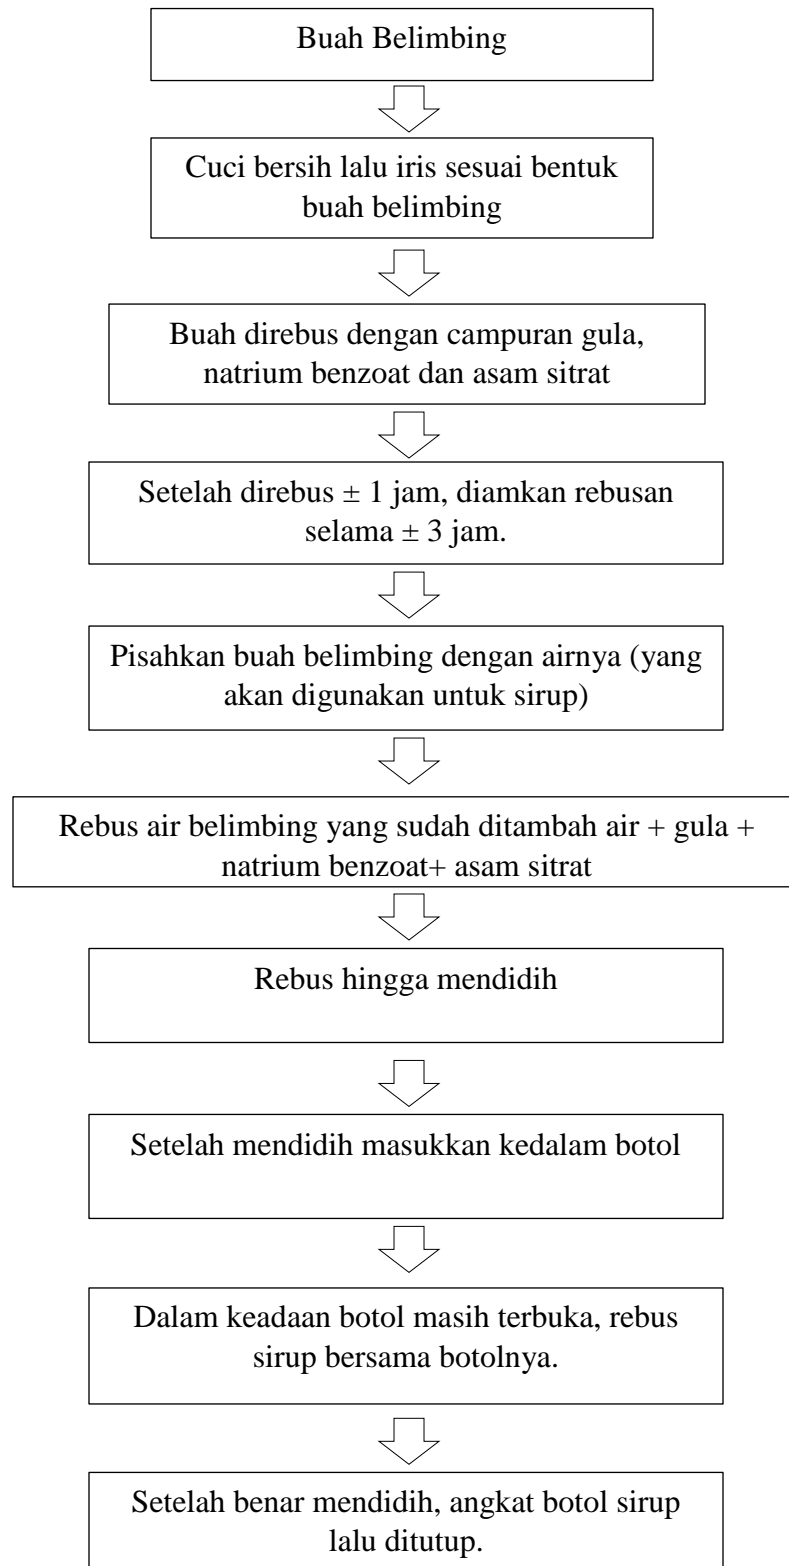 Buah Belimbing
Cuci bersih lalu iris sesuai bentuk
buah belimbing
Buah direbus dengan campuran gula,
natrium benzoat dan asam sitrat
Setelah direbus ± 1 jam, diamkan rebusan
selama ± 3 jam.
Pisahkan buah belimbing dengan airnya (yang
akan digunakan untuk sirup)
Rebus air belimbing yang sudah ditambah air + gula +
natrium benzoat+ asam sitrat
Rebus hingga mendidih
Setelah mendidih masukkan kedalam botol
Dalam keadaan botol masih terbuka, rebus
sirup bersama botolnya.
Setelah benar mendidih, angkat botol sirup
lalu ditutup.